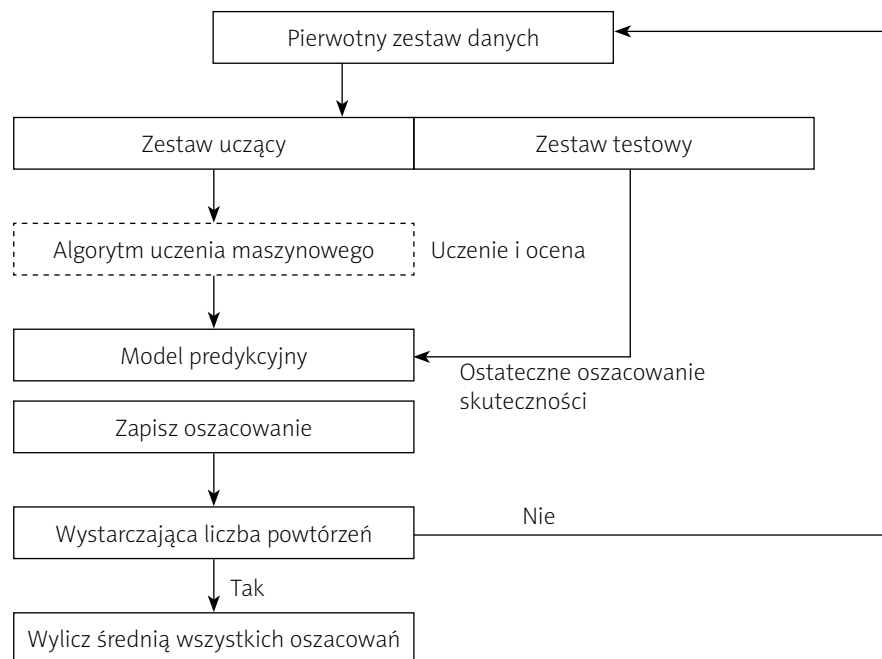 Pierwotny zestaw danych
Zestaw uczący
Zestaw testowy
Algorytm uczenia maszynowego
Uczenie i ocena
Model predykcyjny
Ostateczne oszacowanie
skuteczności
Zapisz oszacowanie
Wystarczająca liczba powtórzeń
Nie
Tak
Wylicz średnią wszystkich oszacowań